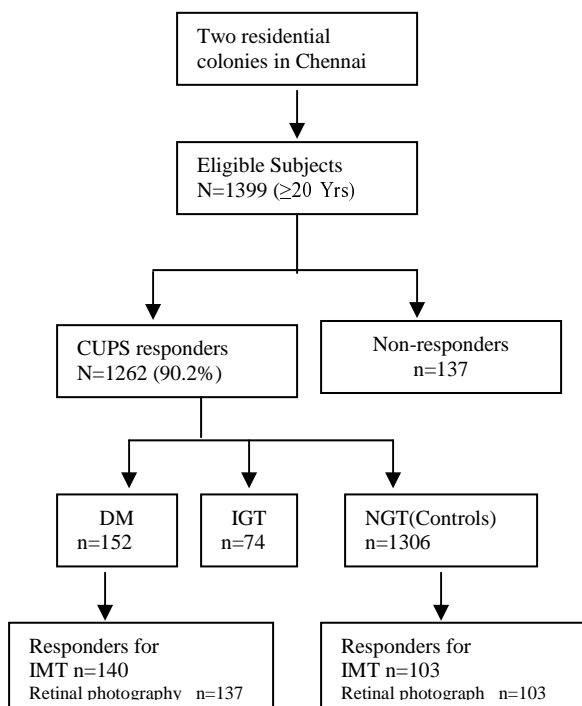 Two residential
colonies in Chennai
Eligible Subjects
N=1399 (≥20 Yrs)
CUPS responders
N=1262 (90.2%)
Non-responders
n=137
DM
n=152
IGT
n=74
NGT(Controls)
n=1306
Responders for
IMT n=140
Retinal photography n=137
Responders for
IMT n=103
Retinal photograph n=103